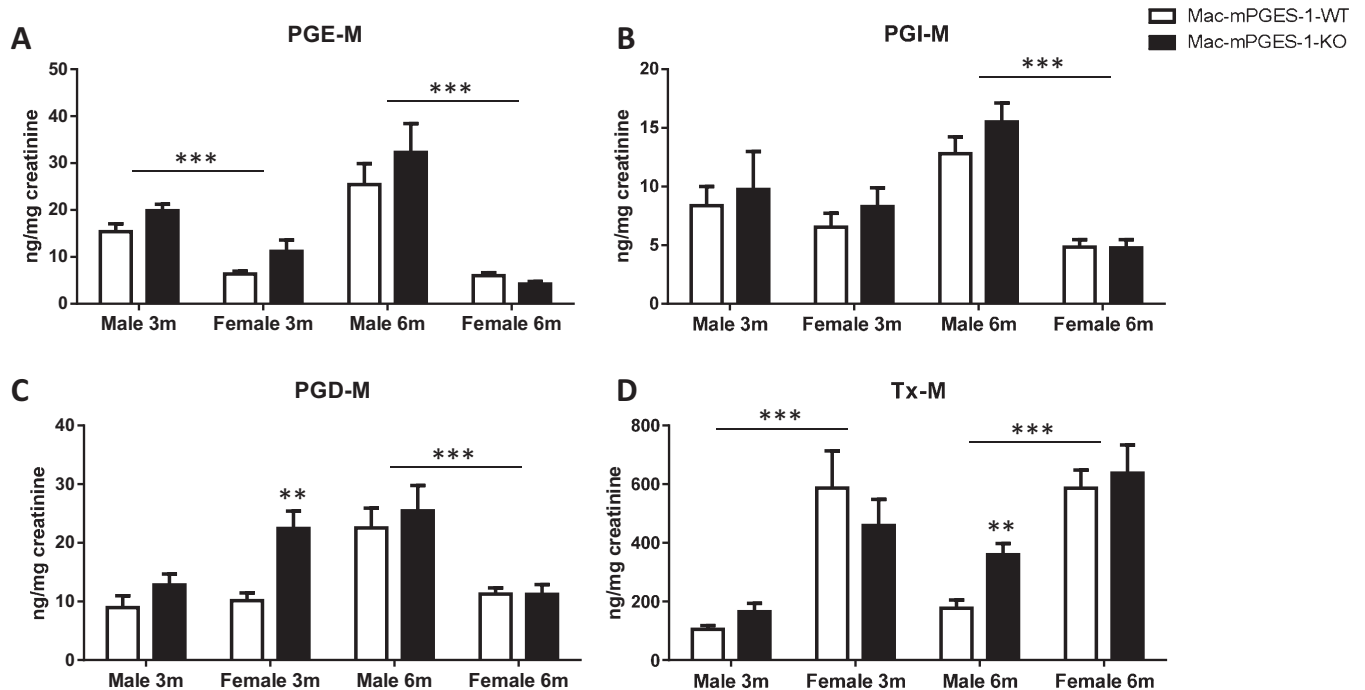 Mac-mPGES-1-WT
Mac-mPGES-1-KO
A
PGE-M
ng/mg creatinine
50
40
30
20
10
0
***
***
Male 3m Female 3m Male 6m Female 6m
B
PGI-M
ng/mg creatinine
20
15
10
5
0
***
Male 3m Female 3m Male 6m Female 6m
C
PGD-M
ng/mg creatinine
40
30
20
10
0
**
***
Male 3m Female 3m Male 6m Female 6m
D
Tx-M
ng/mg creatinine
800
600
400
200
0
***
***
**
Male 3m Female 3m Male 6m Female 6m